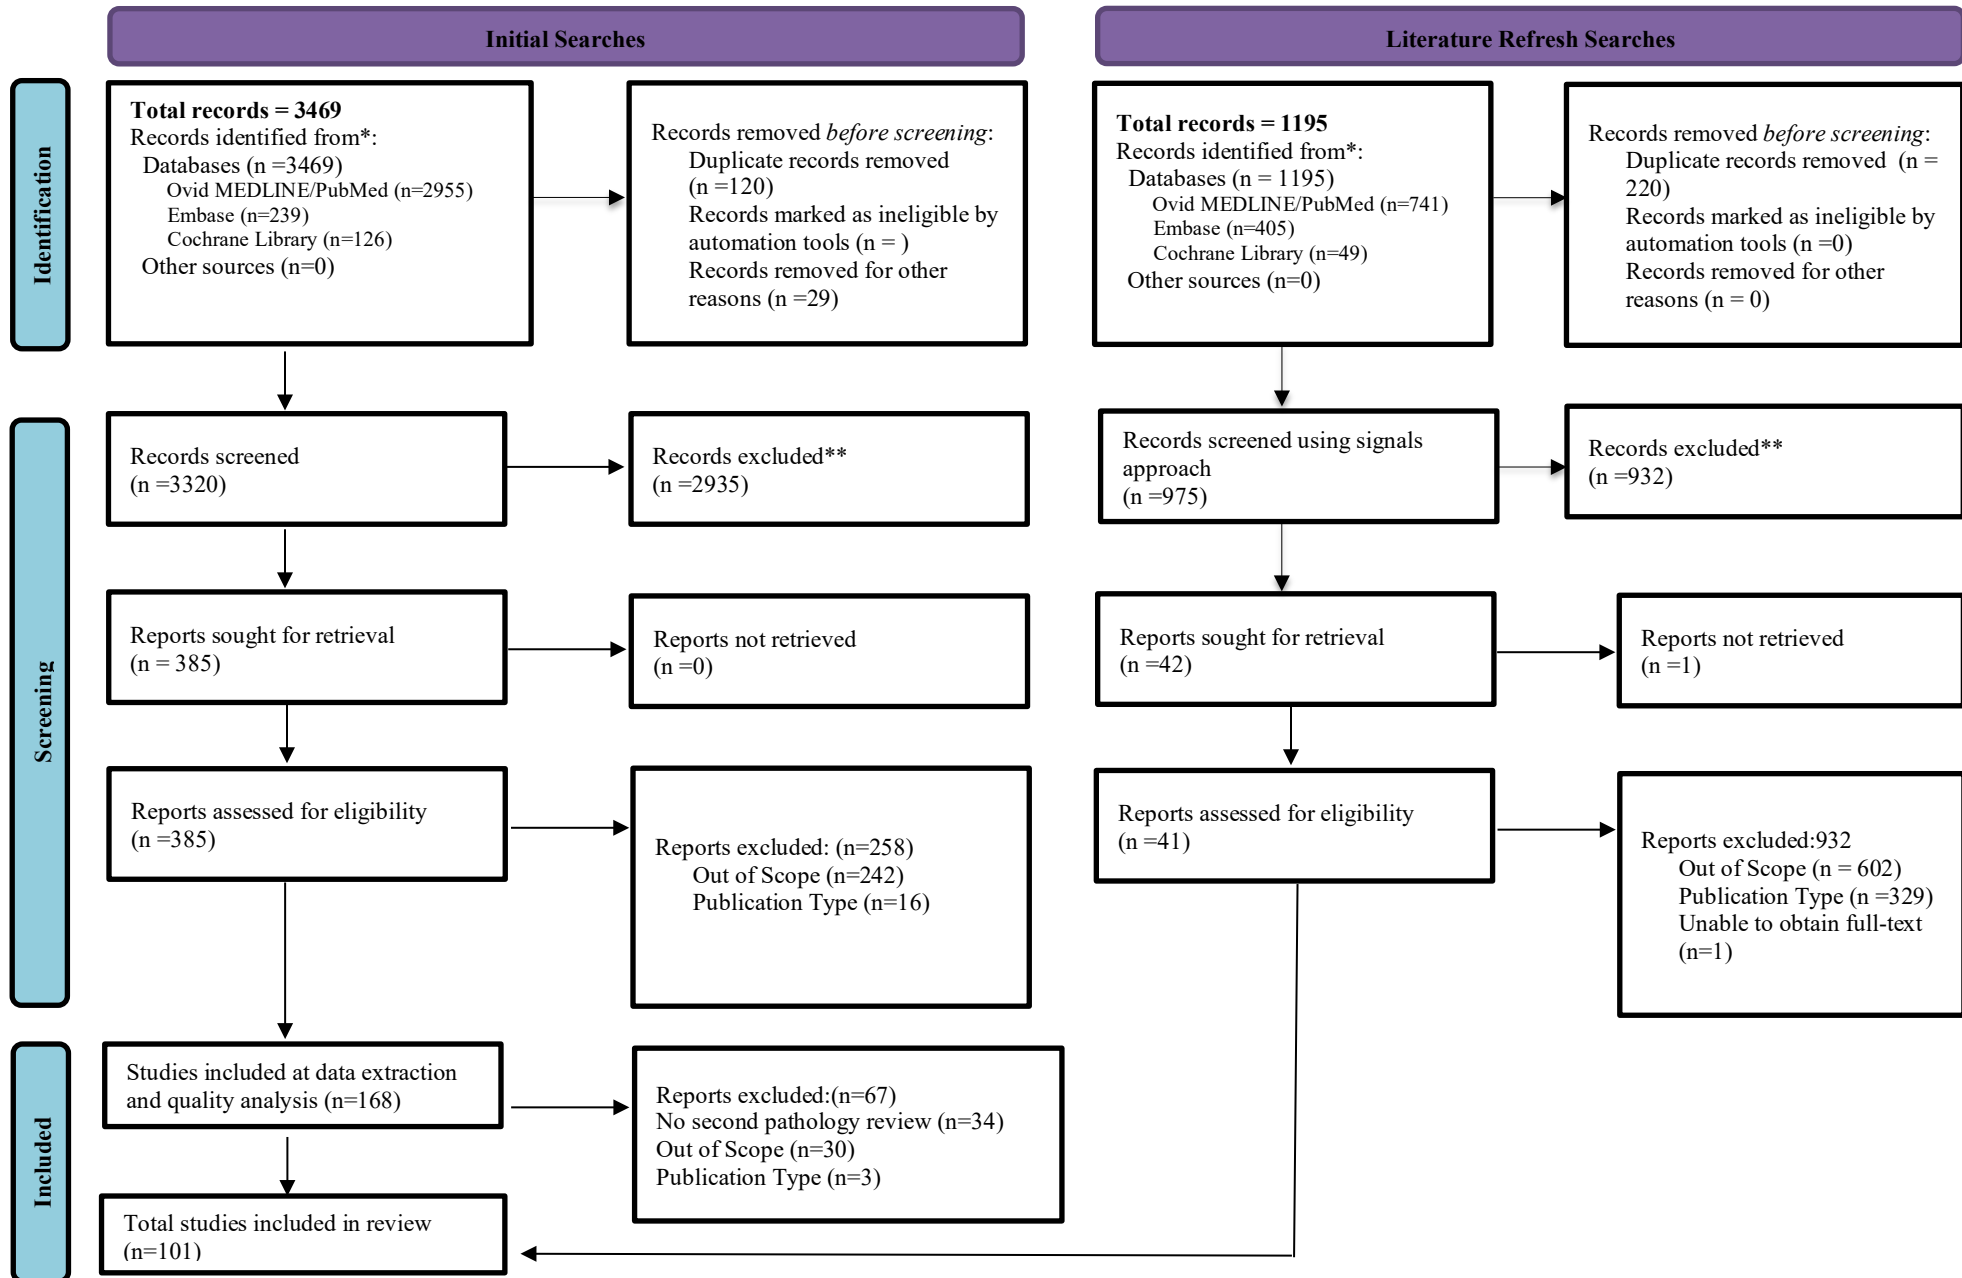 Initial Searches
Literature Refresh Searches
Identification
Total records = 3469
Records identified from*:
Databases (n =3469)
Ovid MEDLINE/PubMed (n=2955)
Embase (n=239)
Cochrane Library (n=126)
Other sources (n=0)
Records removed before screening:
Duplicate records removed
(n =120)
Records marked as ineligible by
automation tools (n = )
Records removed for other
reasons (n =29)
Total records = 1195
Records identified from*:
Databases (n = 1195)
Ovid MEDLINE/PubMed (n=741)
Embase (n=405)
Cochrane Library (n=49)
Other sources (n=0)
Records removed before screening:
Duplicate records removed (n =
220)
Records marked as ineligible by
automation tools (n =0)
Records removed for other
reasons (n = 0)
Screening
Records screened
(n =3320)
Records excluded**
(n =2935)
Records screened using signals
approach
(n =975)
Records excluded**
(n =932)
Reports sought for retrieval
(n = 385)
Reports not retrieved
(n =0)
Reports sought for retrieval
(n =42)
Reports not retrieved
(n =1)
Reports assessed for eligibility
(n =385)
Reports excluded: (n=258)
Out of Scope (n=242)
Publication Type (n=16)
Reports assessed for eligibility
(n =41)
Reports excluded:932
Out of Scope (n = 602)
Publication Type (n =329)
Unable to obtain full-text
(n=1)
Included
Studies included at data extraction
and quality analysis (n=168)
Reports excluded:(n=67)
No second pathology review (n=34)
Out of Scope (n=30)
Publication Type (n=3)
Total studies included in review
(n=101)